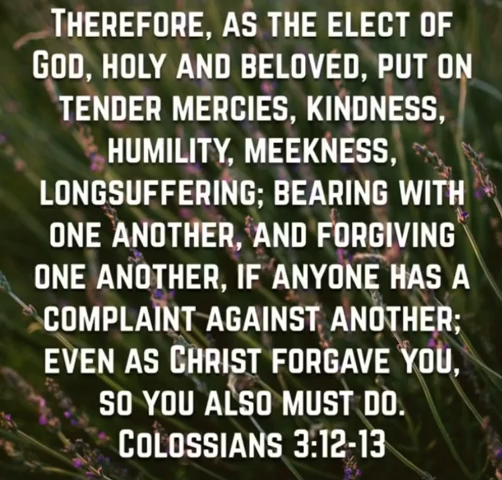 Therefore, as the elect of
God, holy and beloved, put on
tender mercies, kindness,
humility, meekness,
longsuffering; bearing with
one another, and forgiving
one another, if anyone has a
complaint against another;
even as Christ forgave you,
so you also must do.
Colossians 3:12-13